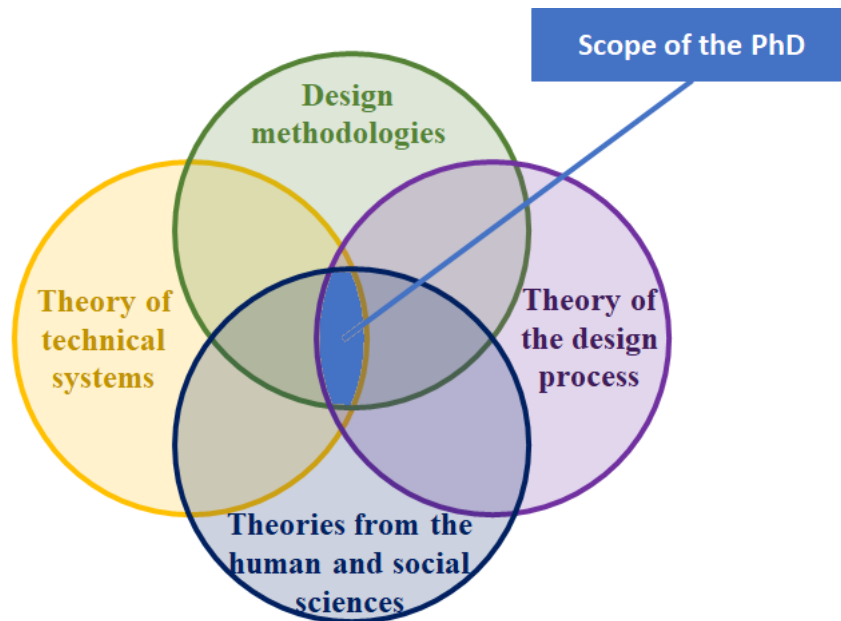 Scope of the PhD
Design
methodologies
Theory of
technical
systems
Theory of
the design
process
Theories from the
human and social
sciences